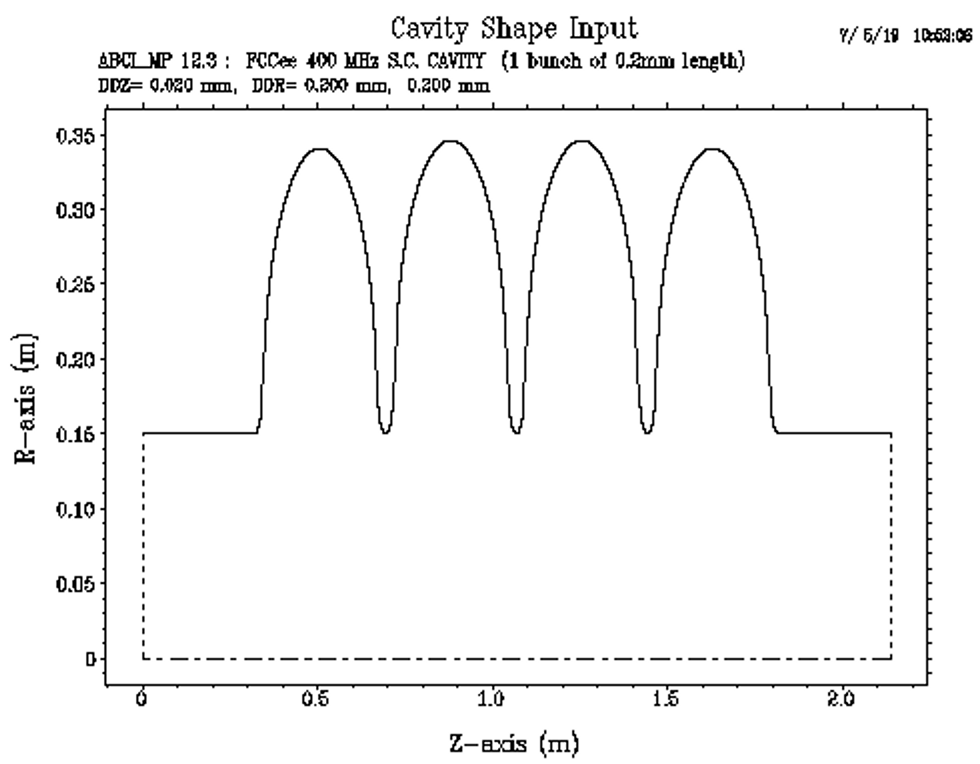 Cavity Shape Input
7/ 5/19 10:53:06
ABCI_MP 12.3 : FCCee 400 MHz S.C. CAVITY (1 bunch of 0.2mm length)
DDZ= 0.020 mm, DDR= 0.200 mm, 0.200 mm
0.35
0.30
0.25
0.20
0.15
0.10
0.05
0
R-axis (m)
0 0.5 1.0 1.5 2.0
Z-axis (m)